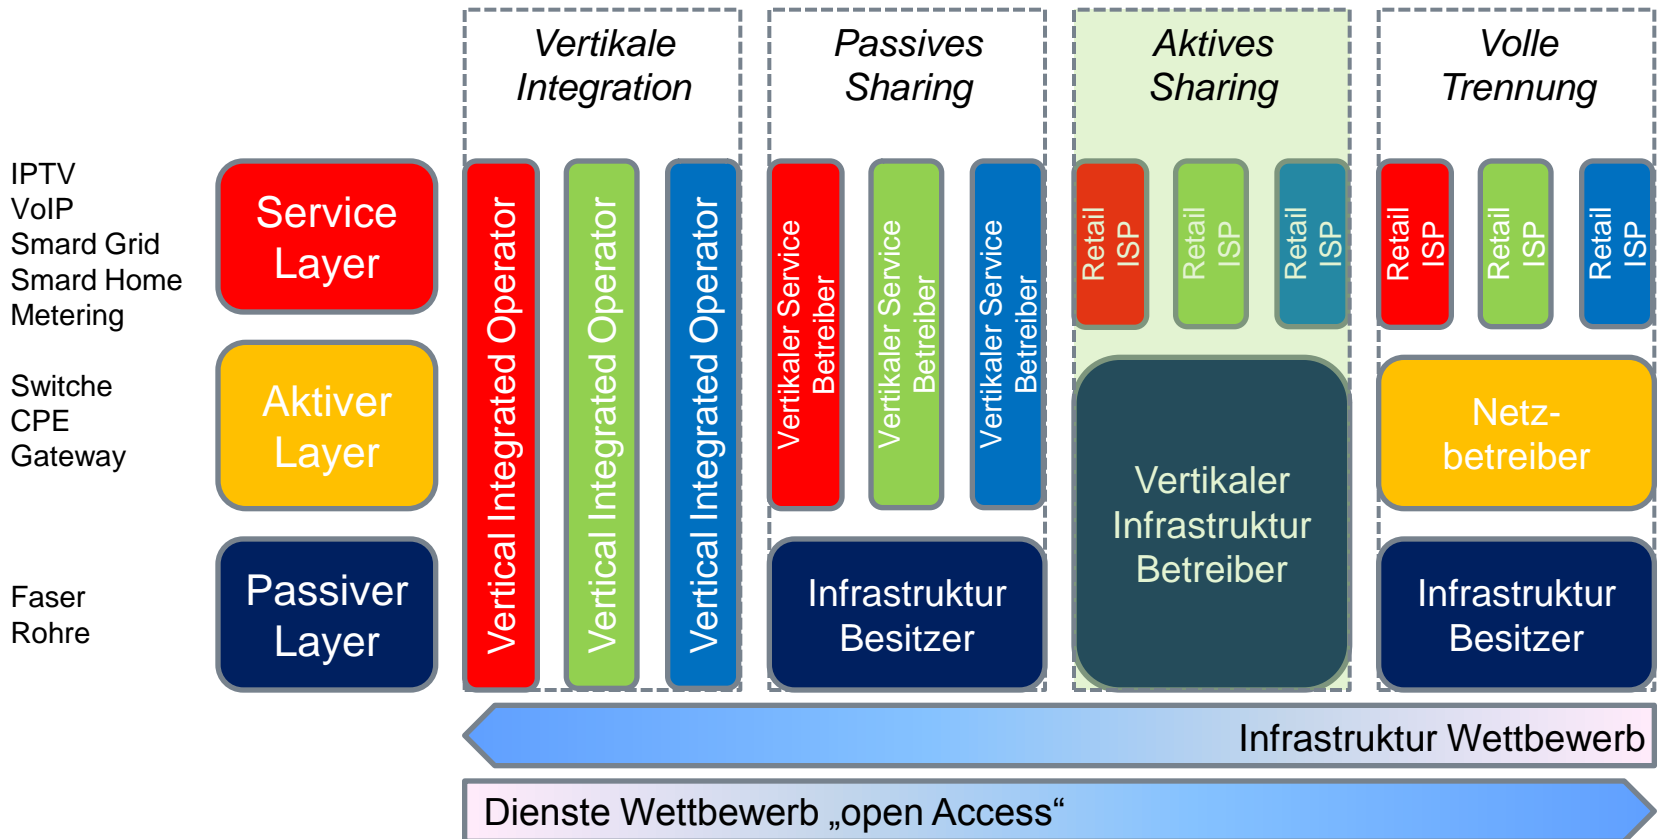 Vertikale
Integration
Passives
Sharing
Aktives
Sharing
Volle
Trennung
IPTV
VoIP
Smard Grid
Smard Home
Metering
Service
Layer
Switche
CPE
Gateway
Aktiver
Layer
Faser
Rohre
Passiver
Layer
Vertical Integrated Operator
Vertical Integrated Operator
Vertical Integrated Operator
Vertikaler Service
Betreiber
Vertikaler Service
Betreiber
Vertikaler Service
Betreiber
Infrastruktur
Besitzer
Retail
ISP
Retail
ISP
Retail
ISP
Vertikaler
Infrastruktur
Betreiber
Retail
ISP
Retail
ISP
Retail
ISP
Netz-
betreiber
Infrastruktur
Besitzer
Infrastruktur Wettbewerb
Dienste Wettbewerb „open Access“